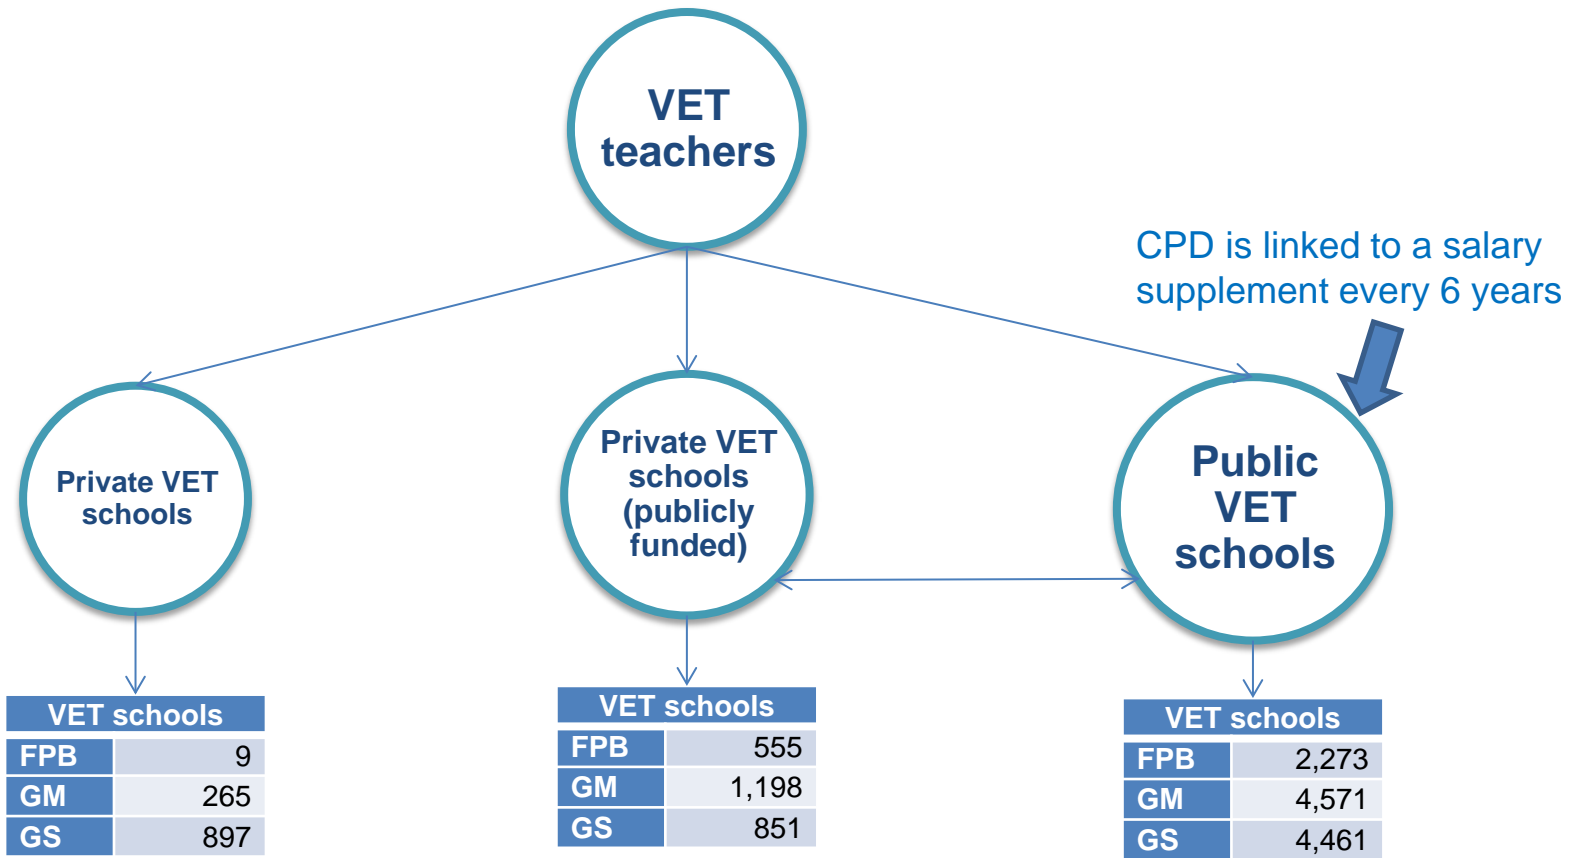 VET
teachers
CPD is linked to a salary
supplement every 6 years
Private VET
schools
Private VET
schools
(publicly
funded)
Public
VET
schools
VET schools
FPB 9
GM 265
GS 897
VET schools
FPB 555
GM 1,198
GS 851
VET schools
FPB 2,273
GM 4,571
GS 4,461